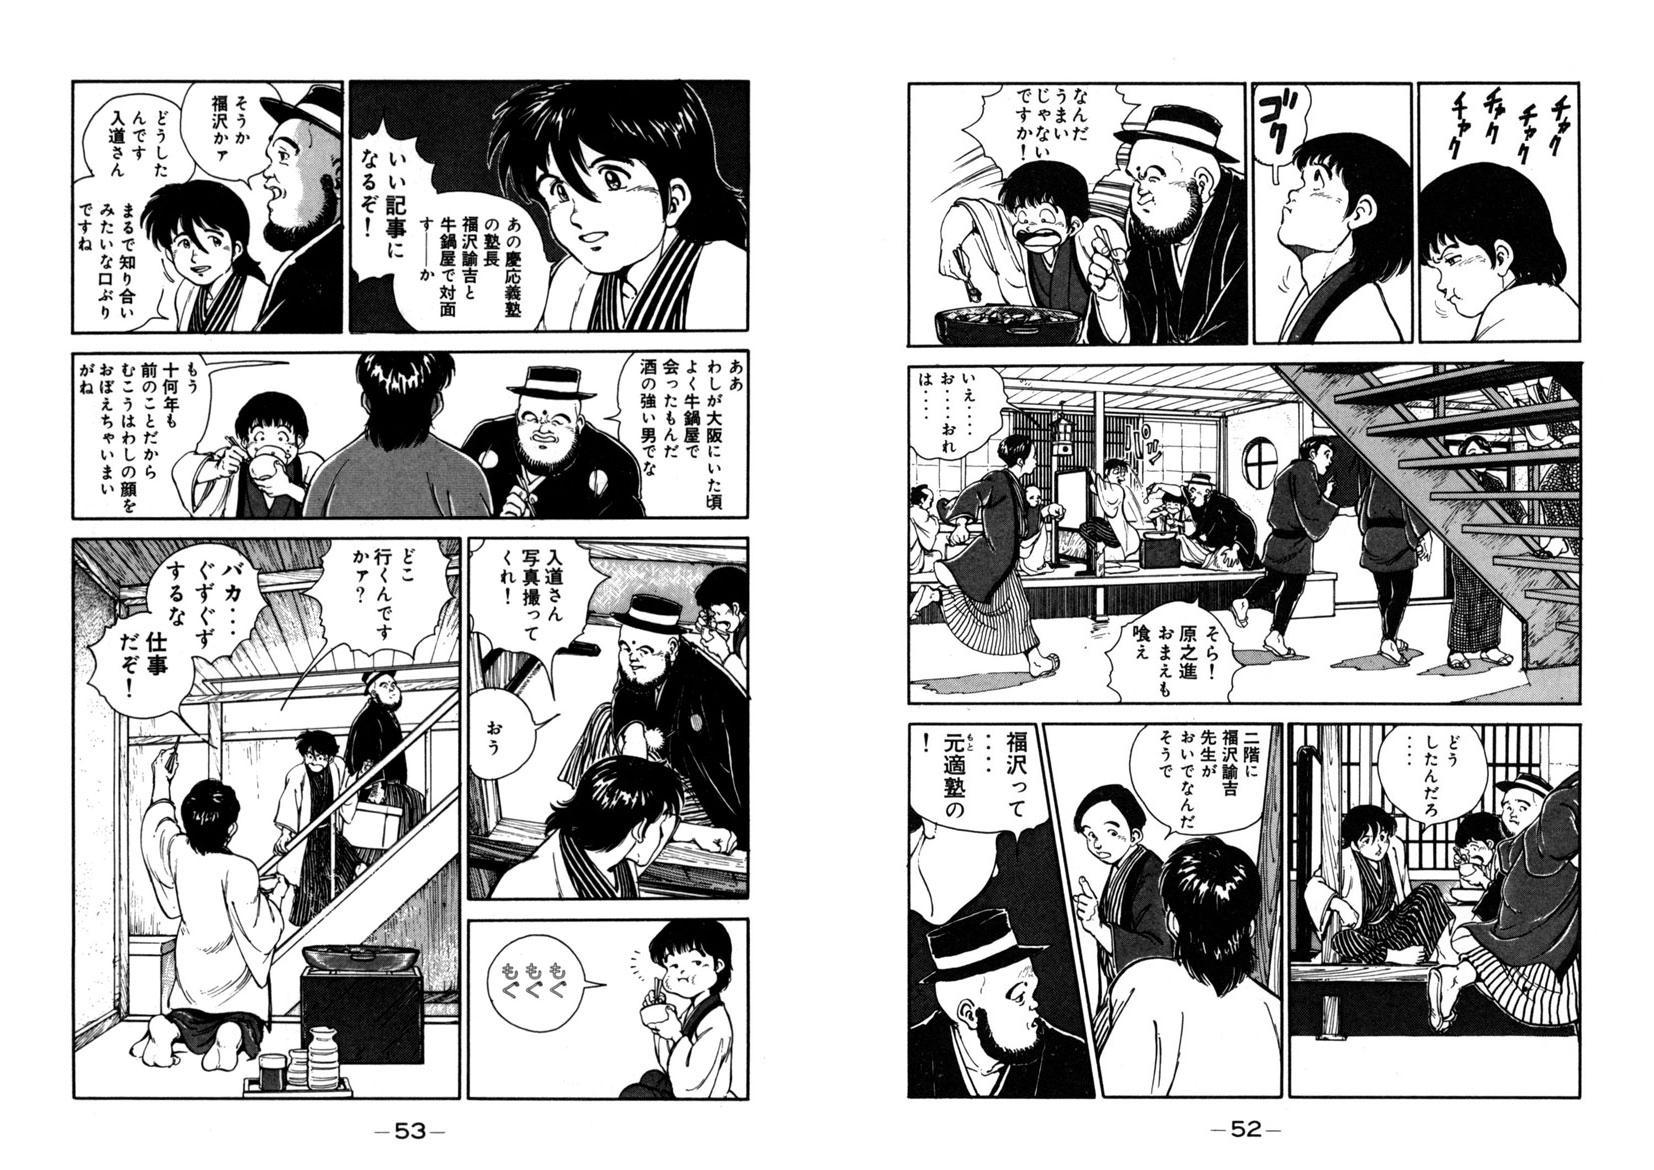 チャク
チャク
チャク
チャク
ゴク
なんだ
うまい
じゃない
ですか！
いえ‥‥
お‥‥おれ
は‥‥
パパッ
そら！
原之進
おまえも
喰え
どう
したんだろ
‥‥
二階に
福沢諭吉
先生が
おいでなんだ
そうで
福沢って
‥‥
元適塾の
もと
！
—52—
あの慶応義塾
の塾長
福沢諭吉と
牛鍋屋で対面
す——か
いい記事に
なるぞ！
そうか
福沢かァ
どうした
んです
入道さん
まるで知り合い
みたいな口ぶり
ですね
ああ
わしが大阪にいた頃
よく牛鍋屋で
会ったもんだ
酒の強い男でな
もう
十何年も
前のことだから
むこうはわしの顔を
おぼえちゃいまい
がね
入道さん
写真撮って
くれ！
おう
もぐ
もぐ
もぐ
どこ
行くんです
かァ？
バカ‥‥
ぐずぐず
するな
仕事
だぞ！
—53—